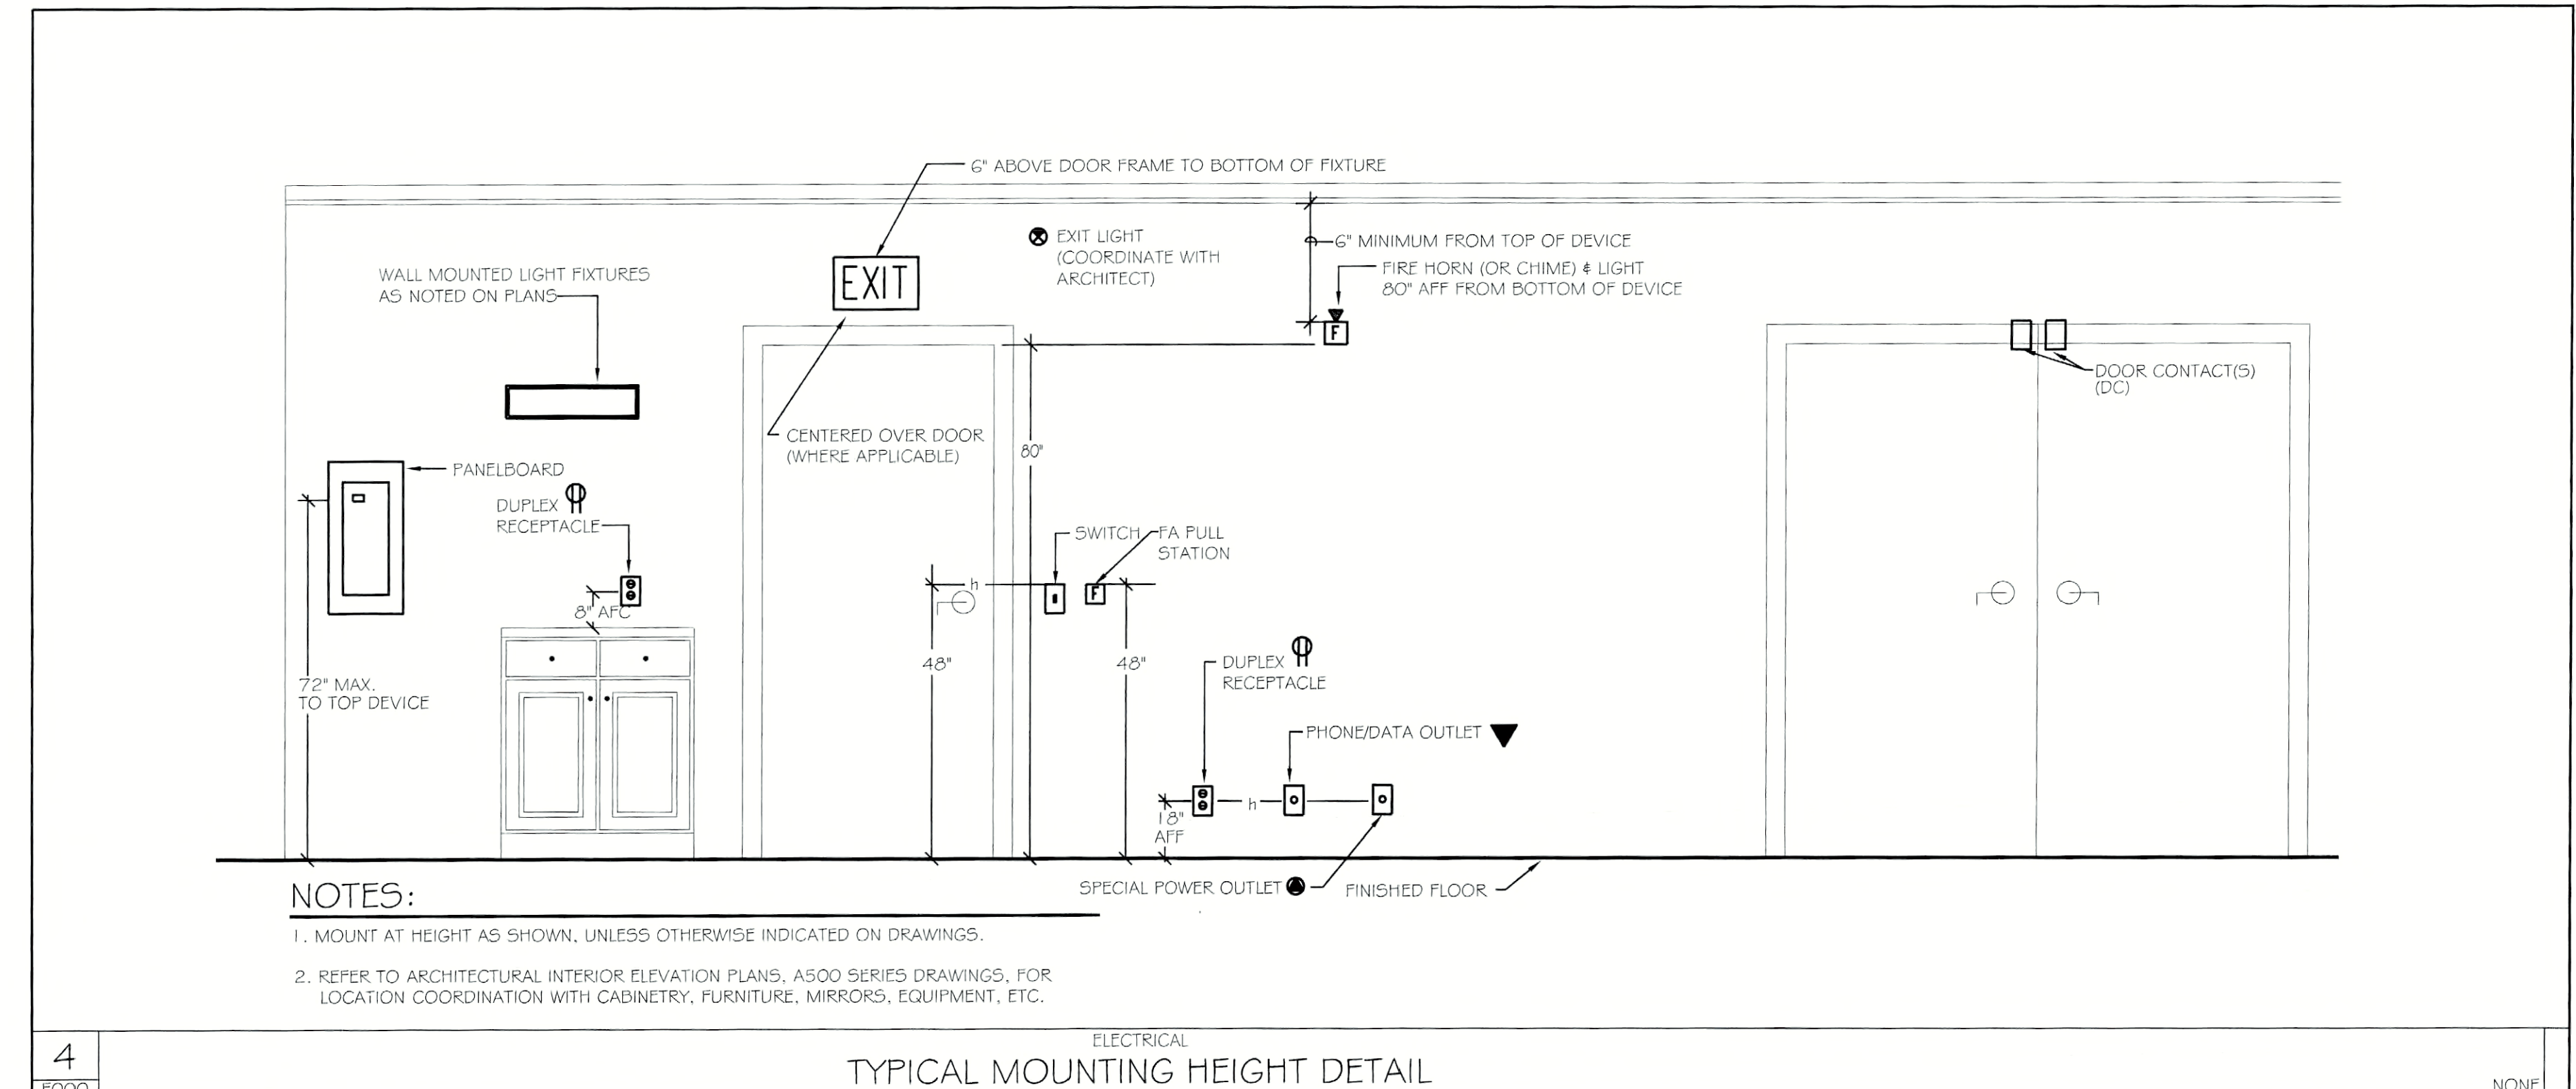 6" ABOVE DOOR FRAME TO BOTTOM OF FIXTURE
EXIT LIGHT
(COORDINATE WITH
ARCHITECT)
6" MINIMUM FROM TOP OF DEVICE
FIRE HORN (OR CHIME) & LIGHT
80" AFF FROM BOTTOM OF DEVICE
WALL MOUNTED LIGHT FIXTURES
AS NOTED ON PLANS
EXIT
F
DOOR CONTACT(S)
(DC)
CENTERED OVER DOOR
(WHERE APPLICABLE)
80"
PANELBOARD
DUPLEX
RECEPTACLE
SWITCH
FA PULL
STATION
h
F
8" AFC
48"
48"
72" MAX.
TO TOP DEVICE
DUPLEX
RECEPTACLE
PHONE/DATA OUTLET
h
18"
AFF
SPECIAL POWER OUTLET
FINISHED FLOOR
NOTES:
1. MOUNT AT HEIGHT AS SHOWN, UNLESS OTHERWISE INDICATED ON DRAWINGS.
2. REFER TO ARCHITECTURAL INTERIOR ELEVATION PLANS, A500 SERIES DRAWINGS, FOR
LOCATION COORDINATION WITH CABINETRY, FURNITURE, MIRRORS, EQUIPMENT, ETC.
4
ELECTRICAL
TYPICAL MOUNTING HEIGHT DETAIL
NONE